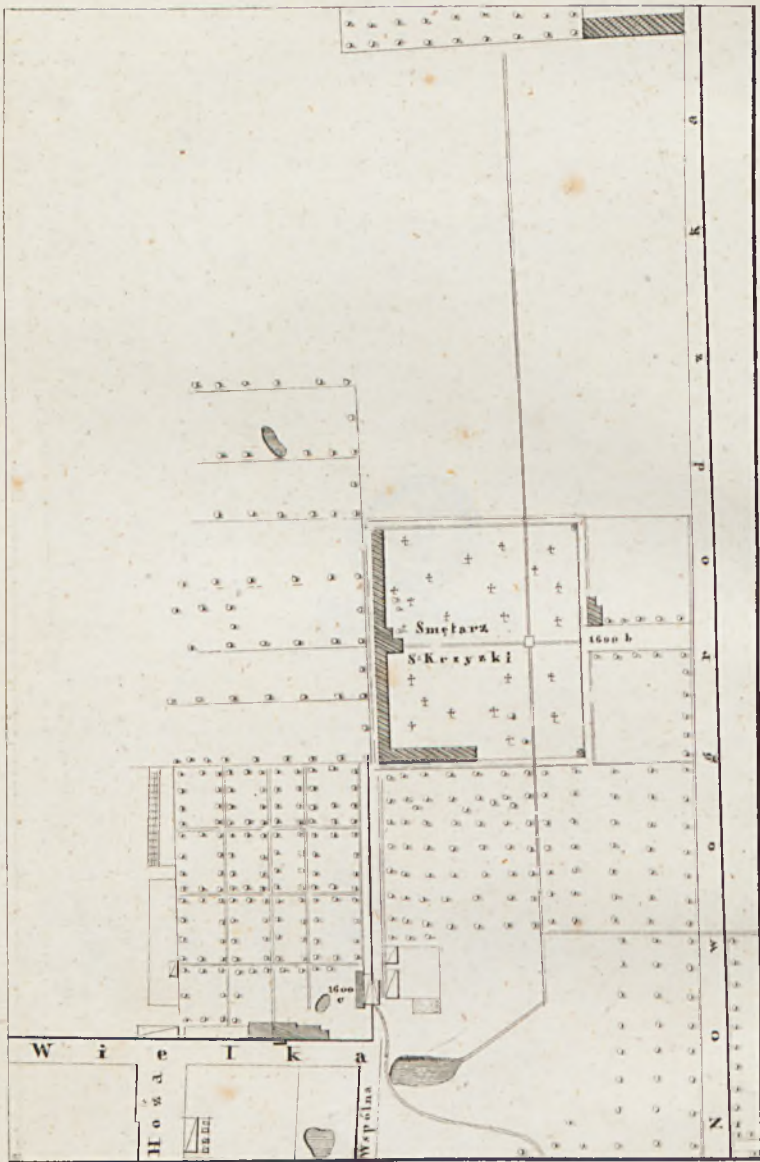 Nowogrodzka
Smętarz
S. Krzyzki
1600 b
1600
c
Wielka
Hoża
Wspólna